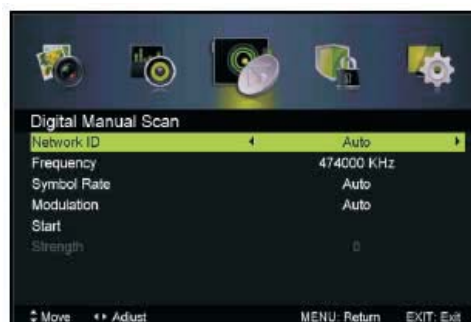 Digital Manual Scan
Network ID Auto
Frequency 474000 KHz
Symbol Rate Auto
Modulation Auto
Start
Strength 0
Move Adjust MENU: Return EXIT: Exit